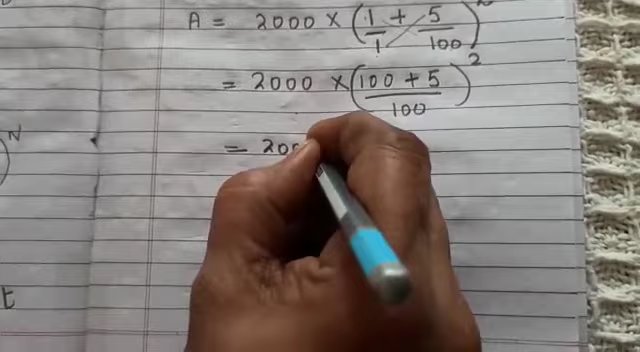 A = 2000 × (1/1 + 5/100)
= 2000 × (100 + 5/100)²
= 200
N
t